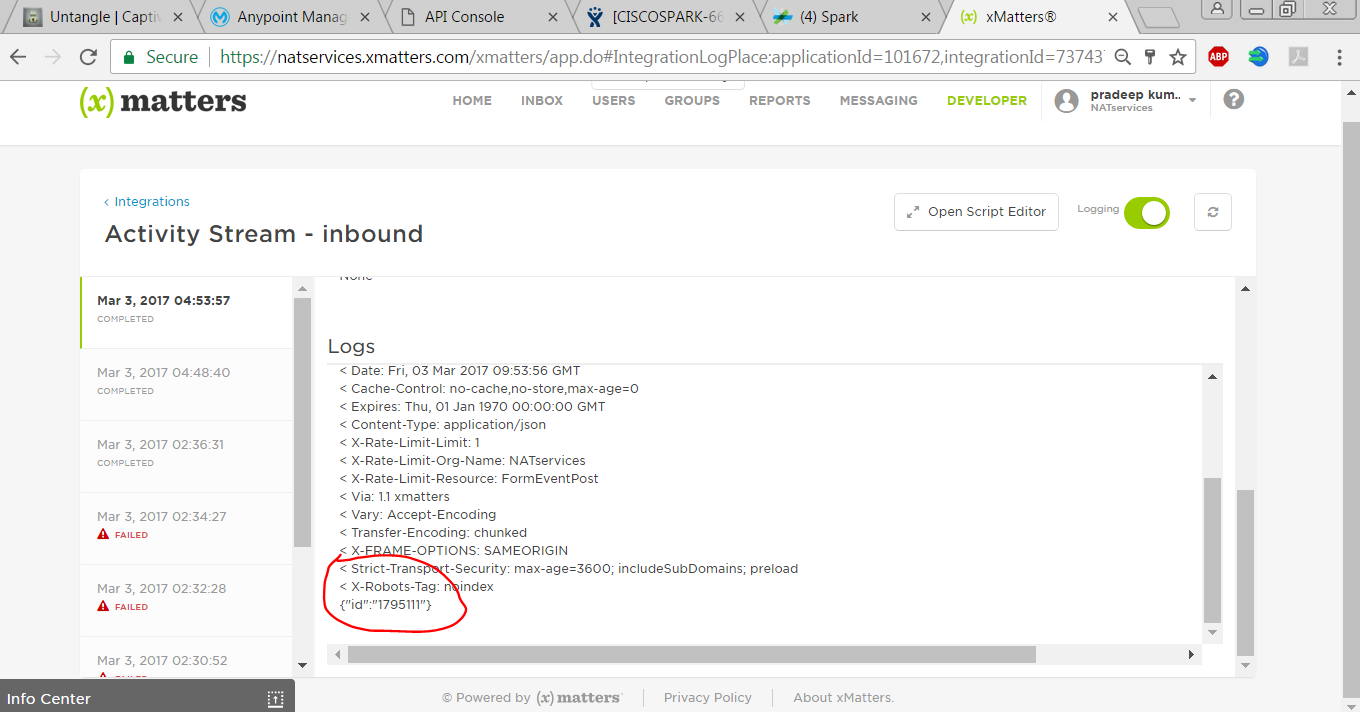 Untangle | Captiv
Anypoint Manag
API Console
[CISCOSPARK-66
(4) Spark
(x) xMatters®
Secure
https://natservices.xmatters.com/xmatters/app.do#IntegrationLogPlace:applicationId=101672,integrationId=73743
ABP
(x) matters
HOME
INBOX
USERS
GROUPS
REPORTS
MESSAGING
DEVELOPER
pradeep kum..
NATservices
?
‹ Integrations
Activity Stream - inbound
Open Script Editor
Logging
Mar 3, 2017 04:53:57
COMPLETED
Mar 3, 2017 04:48:40
COMPLETED
Mar 3, 2017 02:36:31
COMPLETED
Mar 3, 2017 02:34:27
FAILED
Mar 3, 2017 02:32:28
FAILED
Mar 3, 2017 02:30:52
None
Logs
< Date: Fri, 03 Mar 2017 09:53:56 GMT
< Cache-Control: no-cache,no-store,max-age=0
< Expires: Thu, 01 Jan 1970 00:00:00 GMT
< Content-Type: application/json
< X-Rate-Limit-Limit: 1
< X-Rate-Limit-Org-Name: NATservices
< X-Rate-Limit-Resource: FormEventPost
< Via: 1.1 xmatters
< Vary: Accept-Encoding
< Transfer-Encoding: chunked
< X-FRAME-OPTIONS: SAMEORIGIN
< Strict-Transport-Security: max-age=3600; includeSubDomains; preload
< X-Robots-Tag: noindex
{"id":"1795111"}
Info Center
© Powered by (x) matters
Privacy Policy
About xMatters.